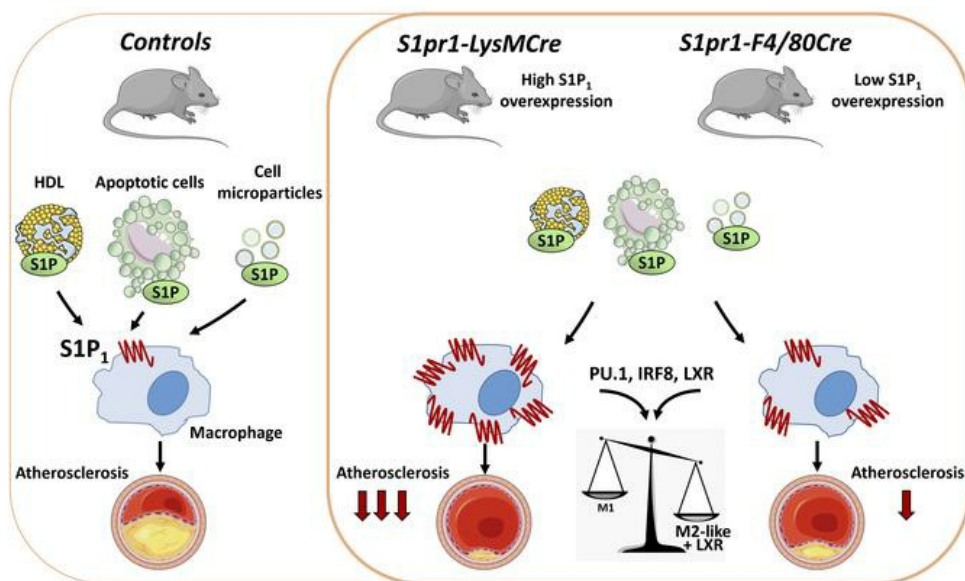 Controls
S1pr1-LysMCre
S1pr1-F4/80Cre
High S1P₁
overexpression
Low S1P₁
overexpression
HDL
Apoptotic cells
Cell
microparticles
S1P
S1P
S1P
S1P
S1P
S1P
S1P₁
Macrophage
PU.1, IRF8, LXR
Atherosclerosis
Atherosclerosis
Atherosclerosis
M1
M2-like
+ LXR